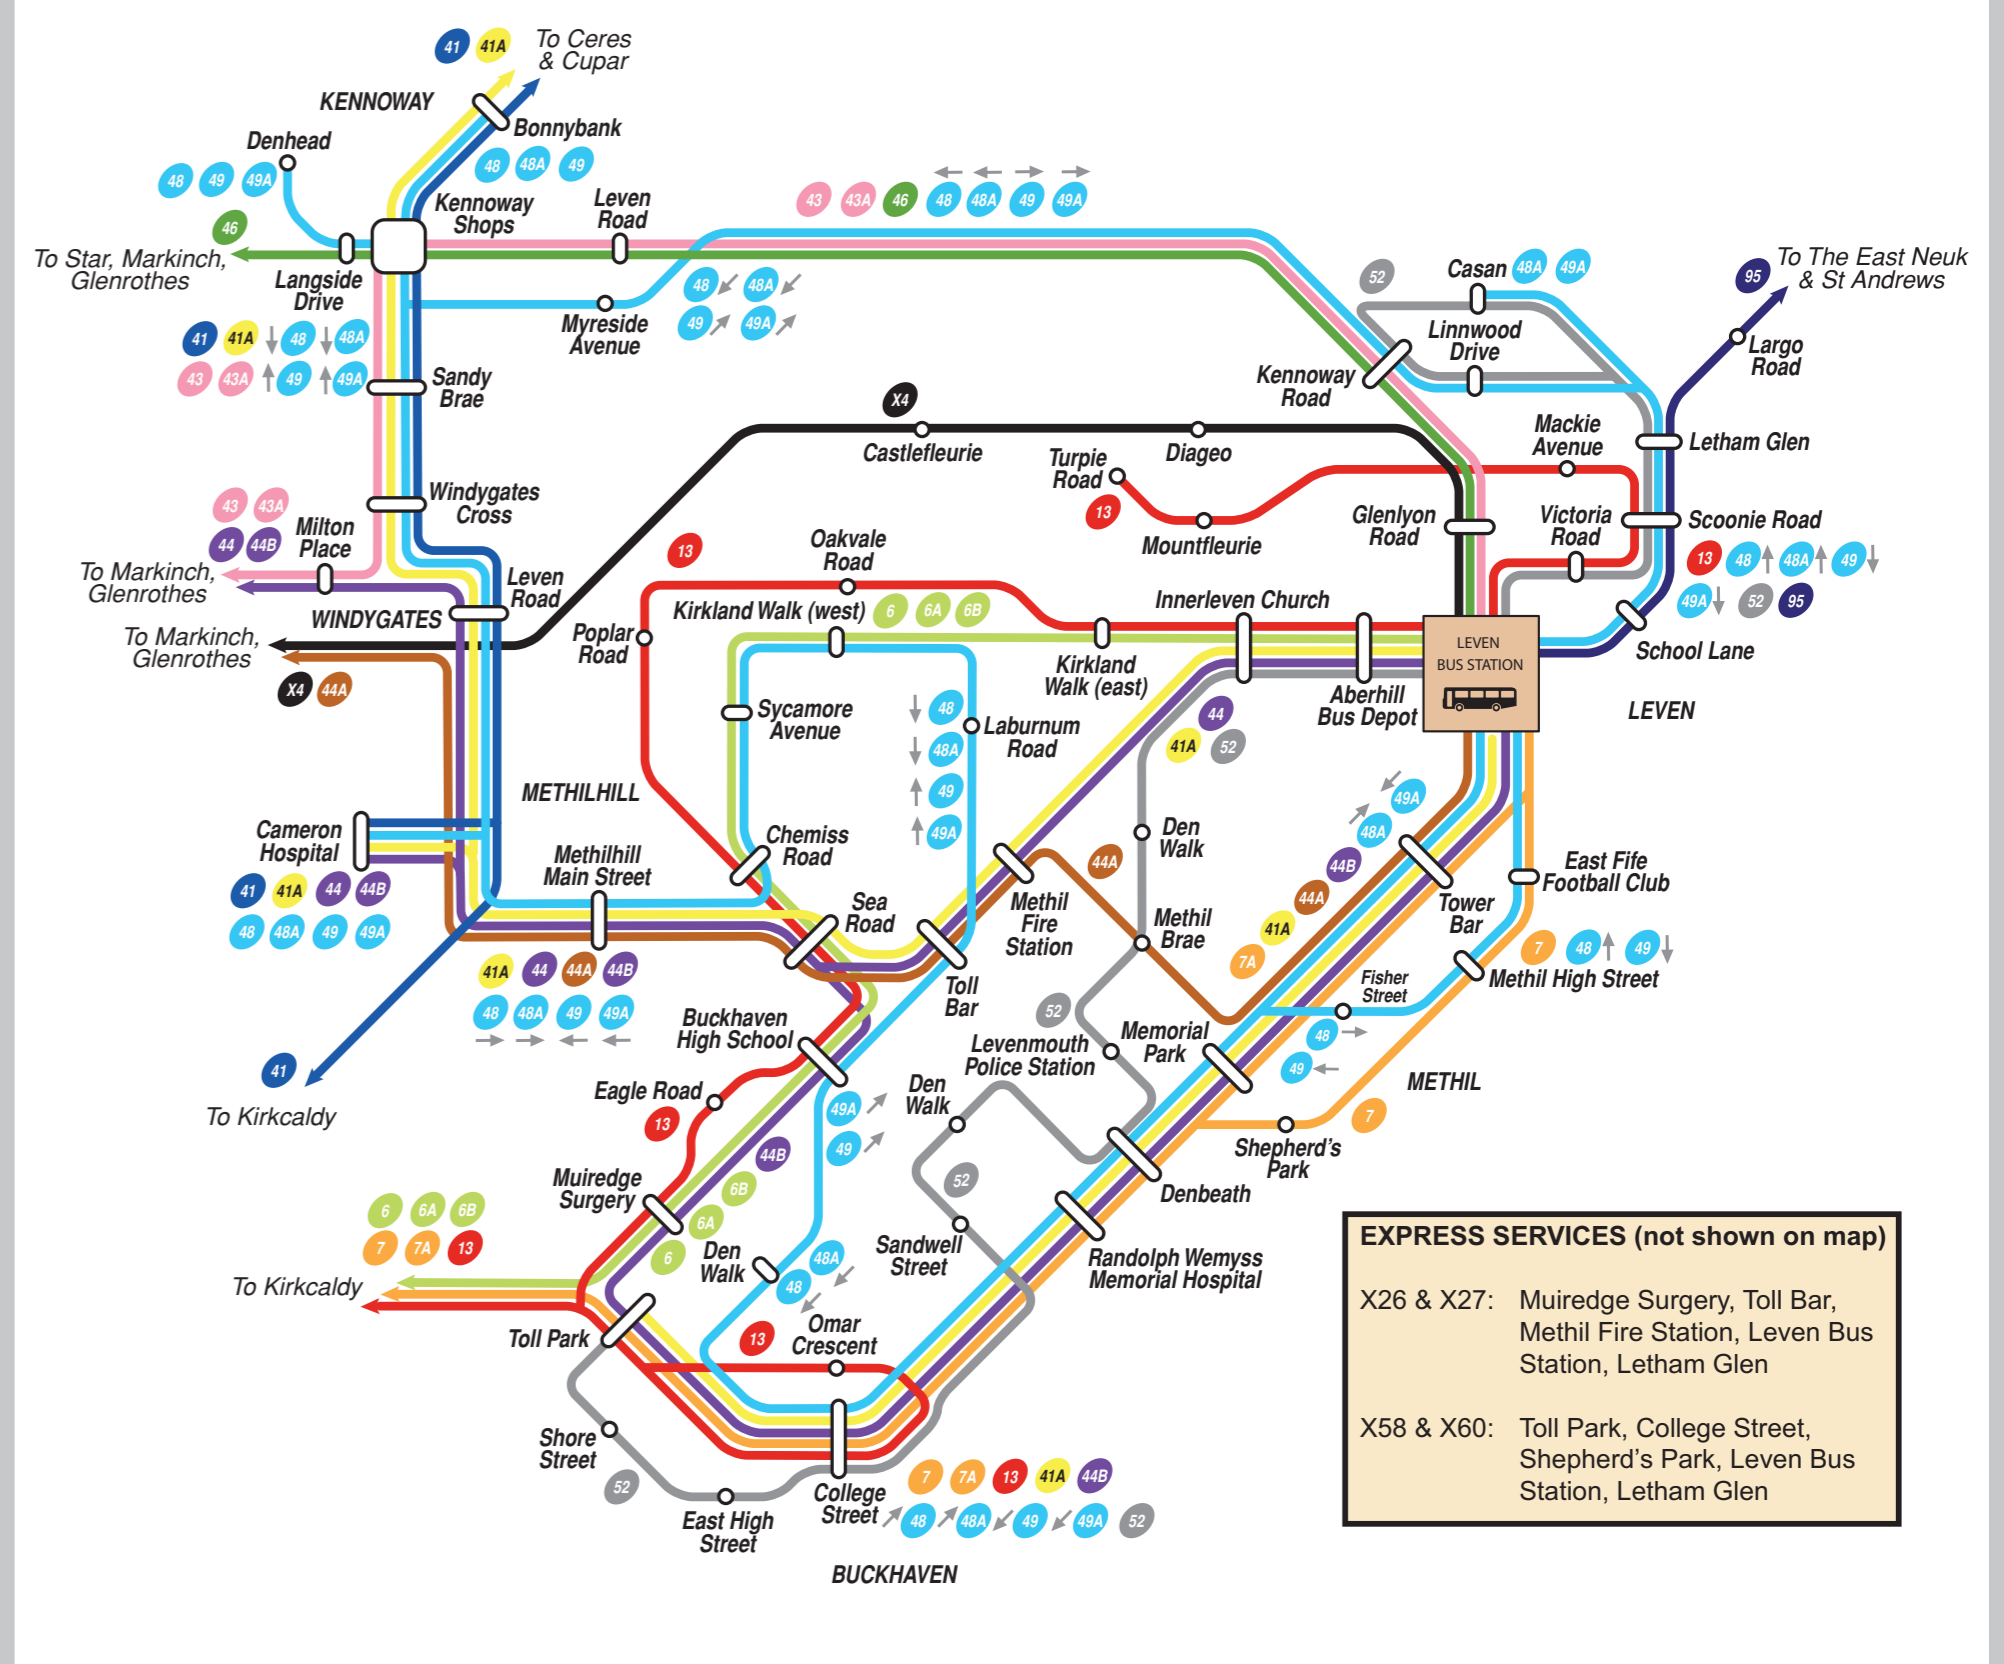 41 41A To Ceres
& Cupar
KENNOWAY
Bonnybank
48 48A 49
Denhead
48 49 49A
46
To Star, Markinch,
Glenrothes
Langside
Drive
Kennoway
Shops
Leven
Road
43 43A 46 48 48A 49 49A
48 48A
49 49A
Myreside
Avenue
41 41A 48 48A
43 43A 49 49A
Sandy
Brae
52
Casan 48A 49A
Linnwood
Drive
Kennoway
Road
95 To The East Neuk
& St Andrews
Largo
Road
Mackie
Avenue
Letham Glen
X4
Castlefleurie
Diageo
Turpie
Road
13
Mountfleurie
Glenlyon
Road
Victoria
Road
Scoonie Road
13 48 48A 49
49A 52 95
School Lane
LEVEN
LEVEN
BUS STATION
Windygates
Cross
43 43A
44 44B
Milton
Place
To Markinch,
Glenrothes
WINDYGATES
Leven
Road
To Markinch,
Glenrothes
X4 44A
13
Oakvale
Road
Kirkland Walk (west) 6 6A 6B
Poplar
Road
Innerleven Church
Kirkland
Walk (east)
Aberhill
Bus Depot
Sycamore
Avenue
48
48A
49
49A
Laburnum
Road
44
41A 52
METHILHILL
Cameron
Hospital
41 41A 44 44B
48 48A 49 49A
Methilhill
Main Street
Chemiss
Road
Sea
Road
41A 44 44A 44B
48 48A 49 49A
Toll
Bar
Methil
Fire
Station
44A
Den
Walk
Methil
Brae
49A
48A
44B
44A
41A
7A
Tower
Bar
East Fife
Football Club
7 48 49
Methil High Street
Fisher
Street
48
49
METHIL
41
To Kirkcaldy
Buckhaven
High School
Eagle Road
13
49A
49
52
Levenmouth
Police Station
Memorial
Park
Den
Walk
7
Shepherd's
Park
Denbeath
Muiredge
Surgery
44B
6B
6A
6
52
Sandwell
Street
Randolph Wemyss
Memorial Hospital
Den
Walk
48A
48
6 6A 6B
7 7A 13
To Kirkcaldy
Toll Park
13
Omar
Crescent
Shore
Street
52
East High
Street
College
Street
7 7A 13 41A 44B
48 48A 49 49A 52
BUCKHAVEN
EXPRESS SERVICES (not shown on map)
X26 & X27: Muiredge Surgery, Toll Bar,
Methil Fire Station, Leven Bus
Station, Letham Glen
X58 & X60: Toll Park, College Street,
Shepherd's Park, Leven Bus
Station, Letham Glen